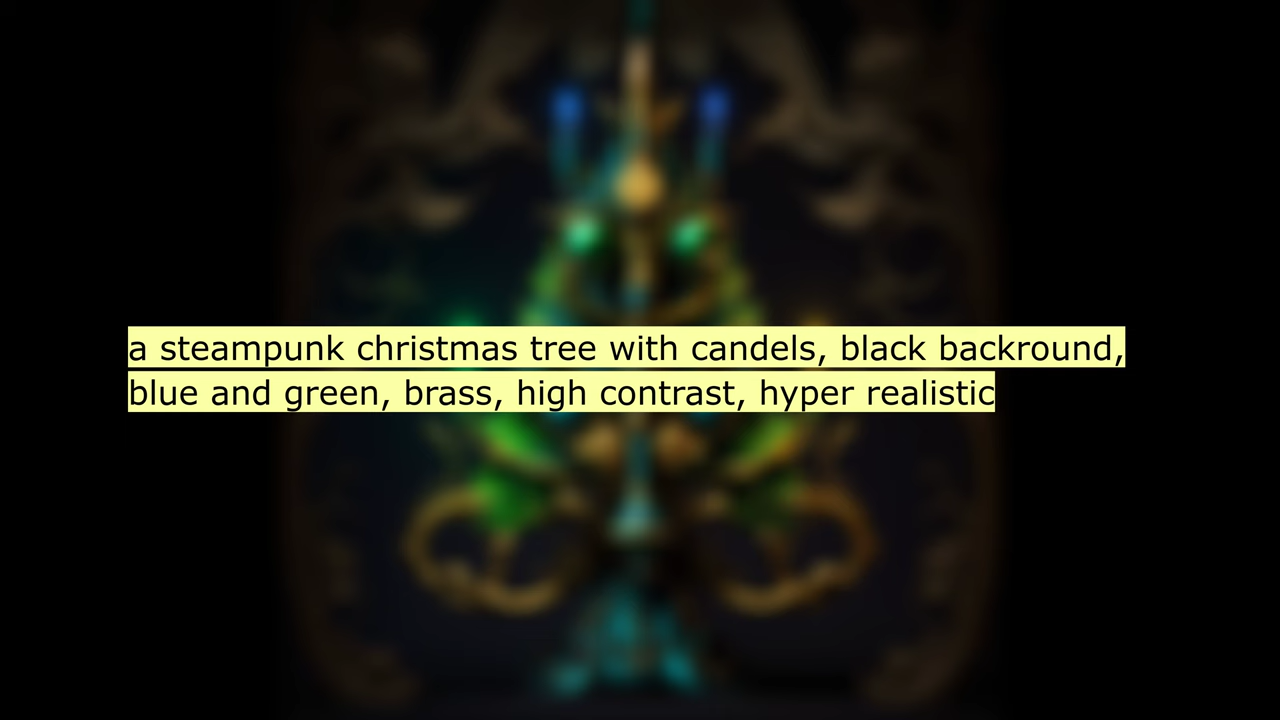 a steampunk christmas tree with candels, black backround,
blue and green, brass, high contrast, hyper realistic